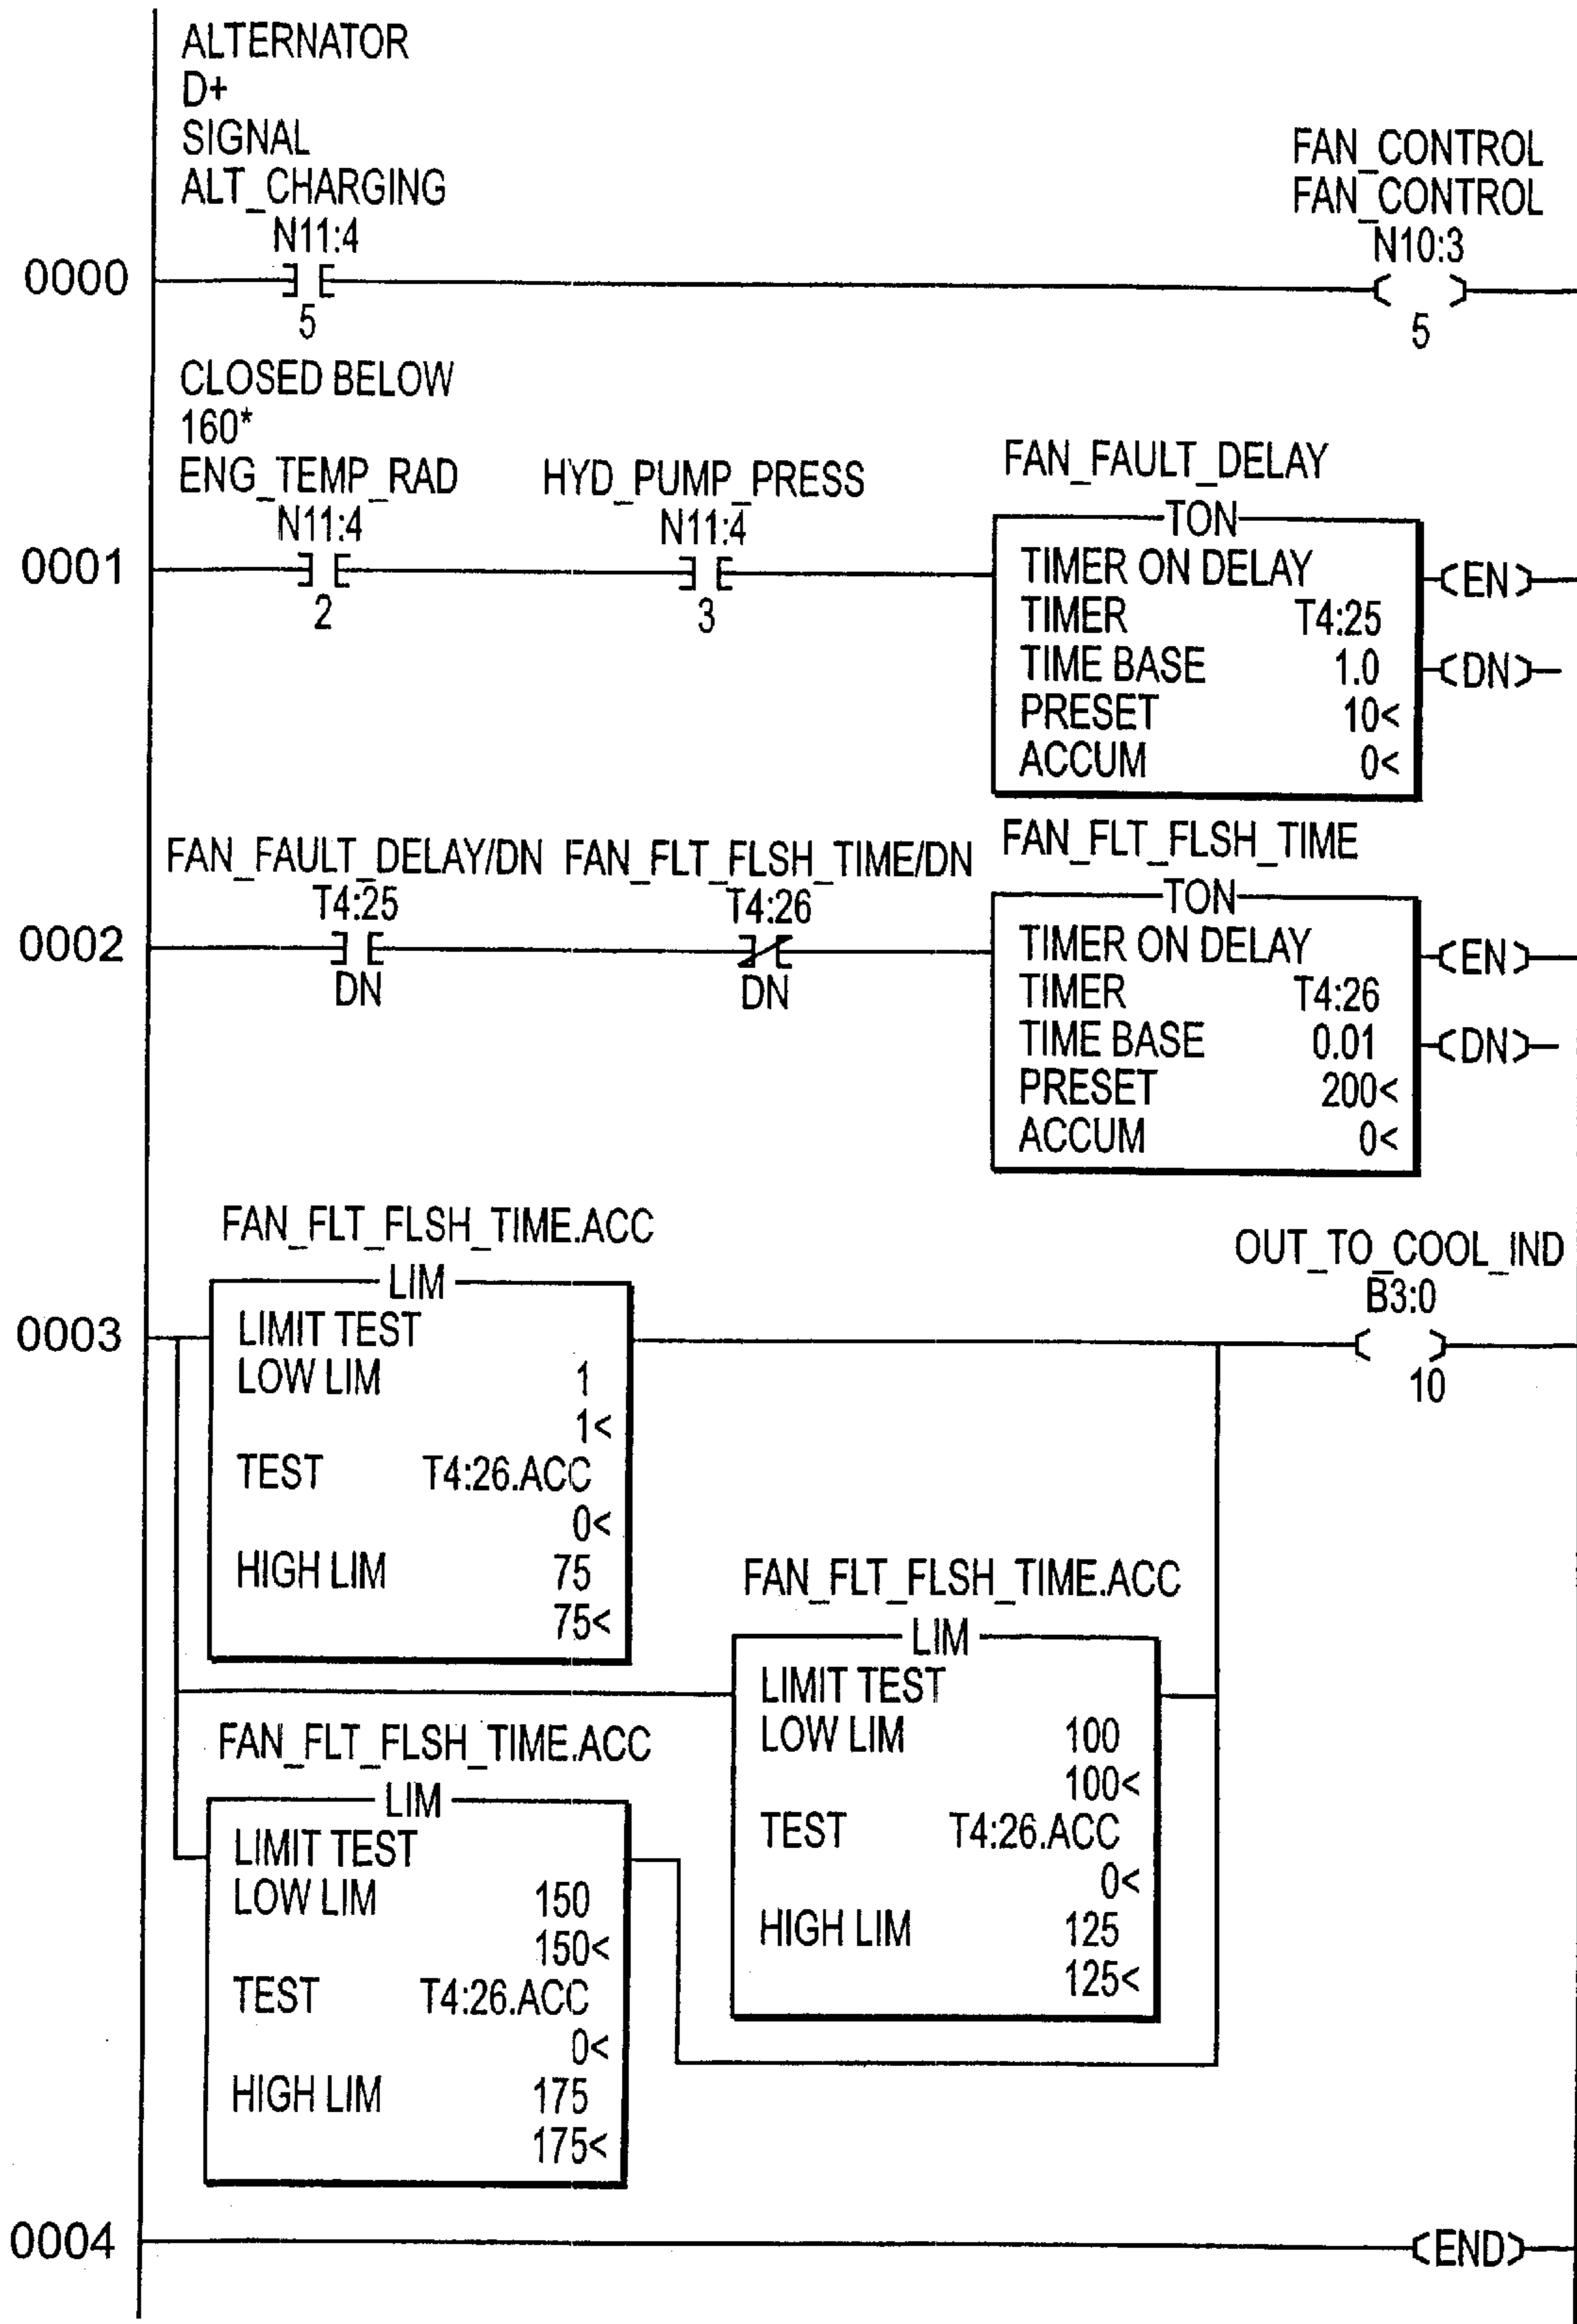 ALTERNATOR
D+
SIGNAL
ALT_CHARGING
N11:4
5
FAN_CONTROL
FAN_CONTROL
N10:3
5
0000
CLOSED BELOW
160*
ENG_TEMP_RAD
N11:4
2
HYD_PUMP_PRESS
N11:4
3
FAN_FAULT_DELAY
TON
TIMER ON DELAY
TIMER T4:25
TIME BASE 1.0
PRESET 10<
ACCUM 0<
EN
DN
0001
FAN_FAULT_DELAY/DN
T4:25
DN
FAN_FLT_FLSH_TIME/DN
T4:26
DN
FAN_FLT_FLSH_TIME
TON
TIMER ON DELAY
TIMER T4:26
TIME BASE 0.01
PRESET 200<
ACCUM 0<
EN
DN
0002
FAN_FLT_FLSH_TIME.ACC
LIM
LIMIT TEST
LOW LIM 1
1<
TEST T4:26.ACC
0<
HIGH LIM 75
75<
OUT_TO_COOL_IND
B3:0
10
0003
FAN_FLT_FLSH_TIME.ACC
LIM
LIMIT TEST
LOW LIM 100
100<
TEST T4:26.ACC
0<
HIGH LIM 125
125<
FAN_FLT_FLSH_TIME.ACC
LIM
LIMIT TEST
LOW LIM 150
150<
TEST T4:26.ACC
0<
HIGH LIM 175
175<
0004
END